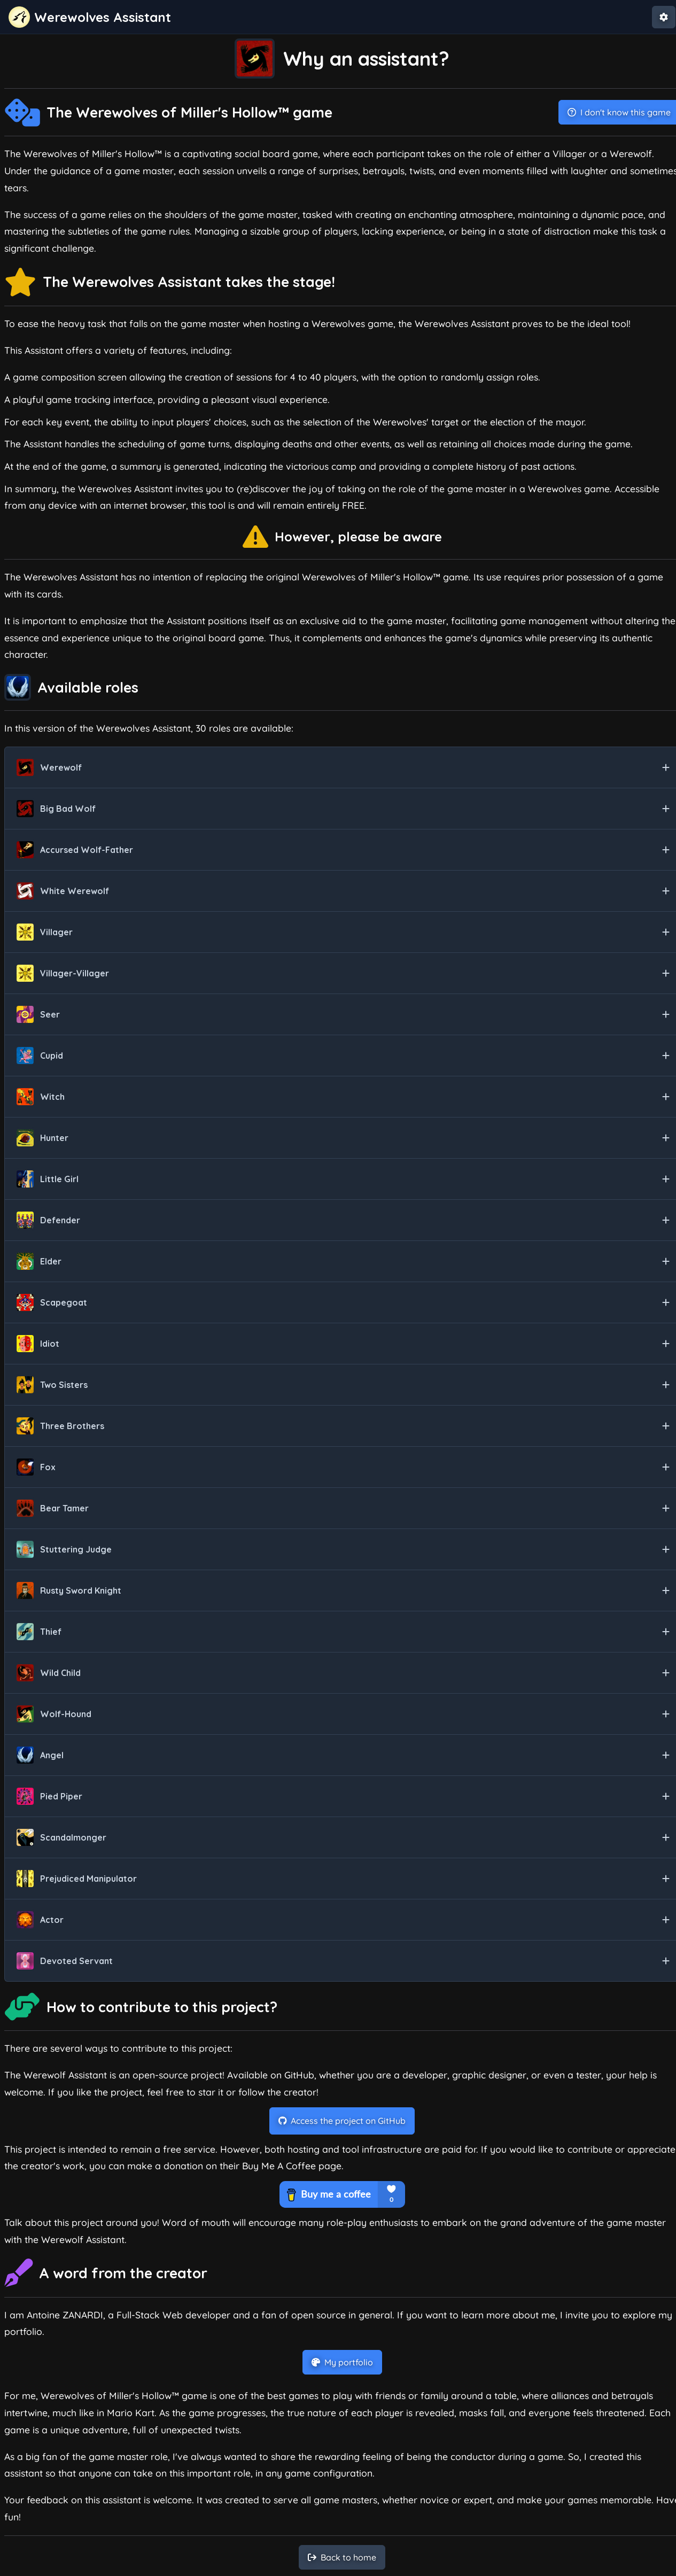 Werewolves Assistant
Why an assistant?
The Werewolves of Miller's Hollow™ game
I don't know this game
The Werewolves of Miller's Hollow™ is a captivating social board game, where each participant takes on the role of either a Villager or a Werewolf.
Under the guidance of a game master, each session unveils a range of surprises, betrayals, twists, and even moments filled with laughter and sometimes
tears.
The success of a game relies on the shoulders of the game master, tasked with creating an enchanting atmosphere, maintaining a dynamic pace, and
mastering the subtleties of the game rules. Managing a sizable group of players, lacking experience, or being in a state of distraction make this task a
significant challenge.
The Werewolves Assistant takes the stage!
To ease the heavy task that falls on the game master when hosting a Werewolves game, the Werewolves Assistant proves to be the ideal tool!
This Assistant offers a variety of features, including:
A game composition screen allowing the creation of sessions for 4 to 40 players, with the option to randomly assign roles.
A playful game tracking interface, providing a pleasant visual experience.
For each key event, the ability to input players' choices, such as the selection of the Werewolves' target or the election of the mayor.
The Assistant handles the scheduling of game turns, displaying deaths and other events, as well as retaining all choices made during the game.
At the end of the game, a summary is generated, indicating the victorious camp and providing a complete history of past actions.
In summary, the Werewolves Assistant invites you to (re)discover the joy of taking on the role of the game master in a Werewolves game. Accessible
from any device with an internet browser, this tool is and will remain entirely FREE.
However, please be aware
The Werewolves Assistant has no intention of replacing the original Werewolves of Miller's Hollow™ game. Its use requires prior possession of a game
with its cards.
It is important to emphasize that the Assistant positions itself as an exclusive aid to the game master, facilitating game management without altering the
essence and experience unique to the original board game. Thus, it complements and enhances the game's dynamics while preserving its authentic
character.
Available roles
In this version of the Werewolves Assistant, 30 roles are available:
Werewolf
Big Bad Wolf
Accursed Wolf-Father
White Werewolf
Villager
Villager-Villager
Seer
Cupid
Witch
Hunter
Little Girl
Defender
Elder
Scapegoat
Idiot
Two Sisters
Three Brothers
Fox
Bear Tamer
Stuttering Judge
Rusty Sword Knight
Thief
Wild Child
Wolf-Hound
Angel
Pied Piper
Scandalmonger
Prejudiced Manipulator
Actor
Devoted Servant
How to contribute to this project?
There are several ways to contribute to this project:
The Werewolf Assistant is an open-source project! Available on GitHub, whether you are a developer, graphic designer, or even a tester, your help is
welcome. If you like the project, feel free to star it or follow the creator!
Access the project on GitHub
This project is intended to remain a free service. However, both hosting and tool infrastructure are paid for. If you would like to contribute or appreciate
the creator's work, you can make a donation on their Buy Me A Coffee page.
Buy me a coffee
0
Talk about this project around you! Word of mouth will encourage many role-play enthusiasts to embark on the grand adventure of the game master
with the Werewolf Assistant.
A word from the creator
I am Antoine ZANARDI, a Full-Stack Web developer and a fan of open source in general. If you want to learn more about me, I invite you to explore my
portfolio.
My portfolio
For me, Werewolves of Miller's Hollow™ game is one of the best games to play with friends or family around a table, where alliances and betrayals
intertwine, much like in Mario Kart. As the game progresses, the true nature of each player is revealed, masks fall, and everyone feels threatened. Each
game is a unique adventure, full of unexpected twists.
As a big fan of the game master role, I've always wanted to share the rewarding feeling of being the conductor during a game. So, I created this
assistant so that anyone can take on this important role, in any game configuration.
Your feedback on this assistant is welcome. It was created to serve all game masters, whether novice or expert, and make your games memorable. Have
fun!
Back to home